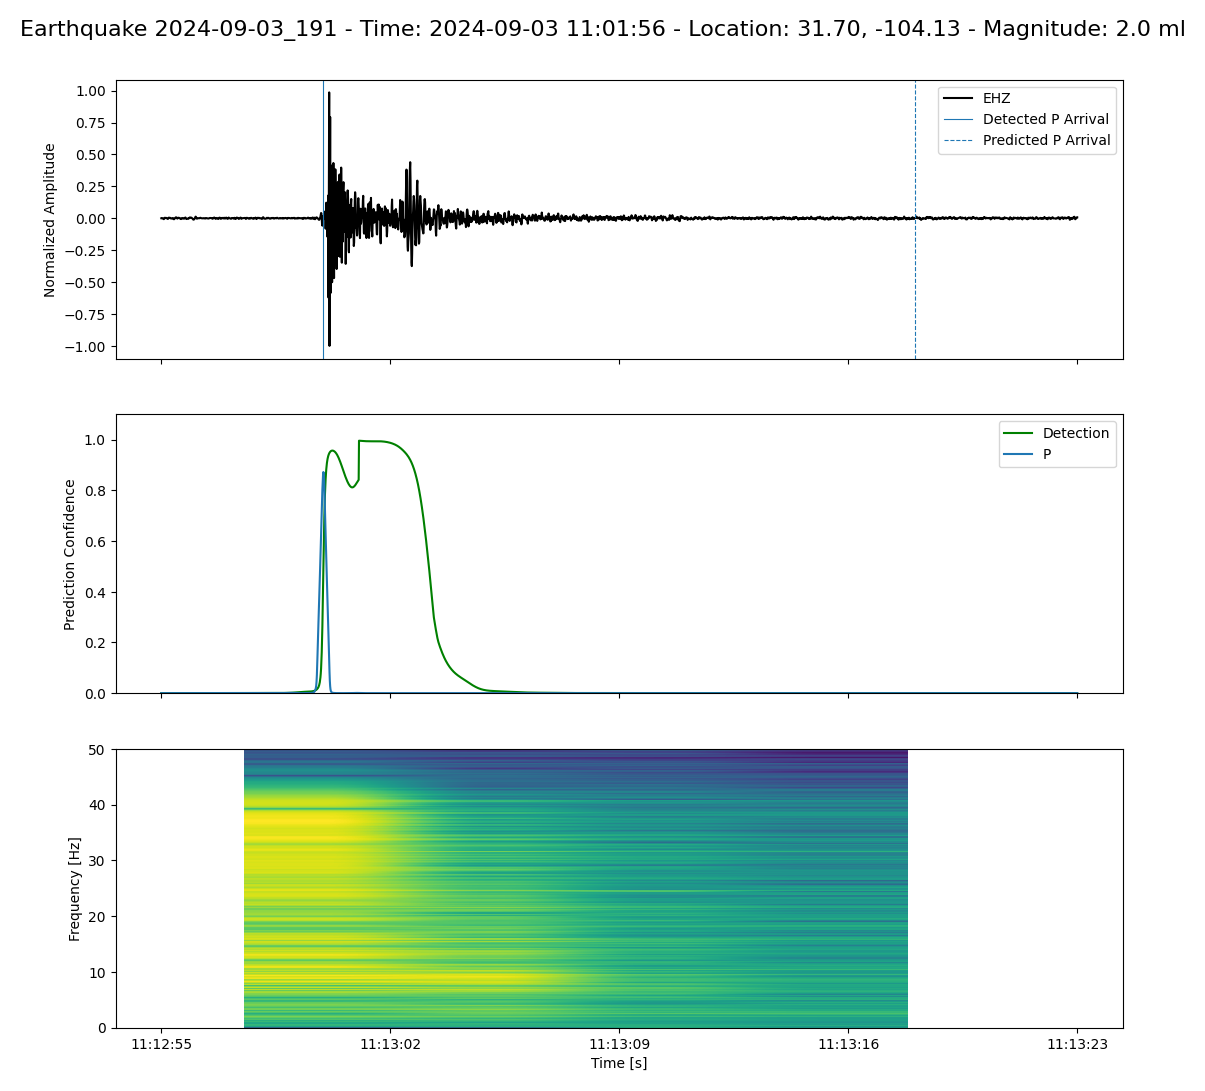 Earthquake 2024-09-03_191 - Time: 2024-09-03 11:01:56 - Location: 31.70, -104.13 - Magnitude: 2.0 ml
Normalized Amplitude
1.00
0.75
0.50
0.25
0.00
−0.25
−0.50
−0.75
−1.00
EHZ
Detected P Arrival
Predicted P Arrival
Prediction Confidence
1.0
0.8
0.6
0.4
0.2
0.0
Detection
P
Frequency [Hz]
50
40
30
20
10
0
11:12:55
11:13:02
11:13:09
11:13:16
11:13:23
Time [s]